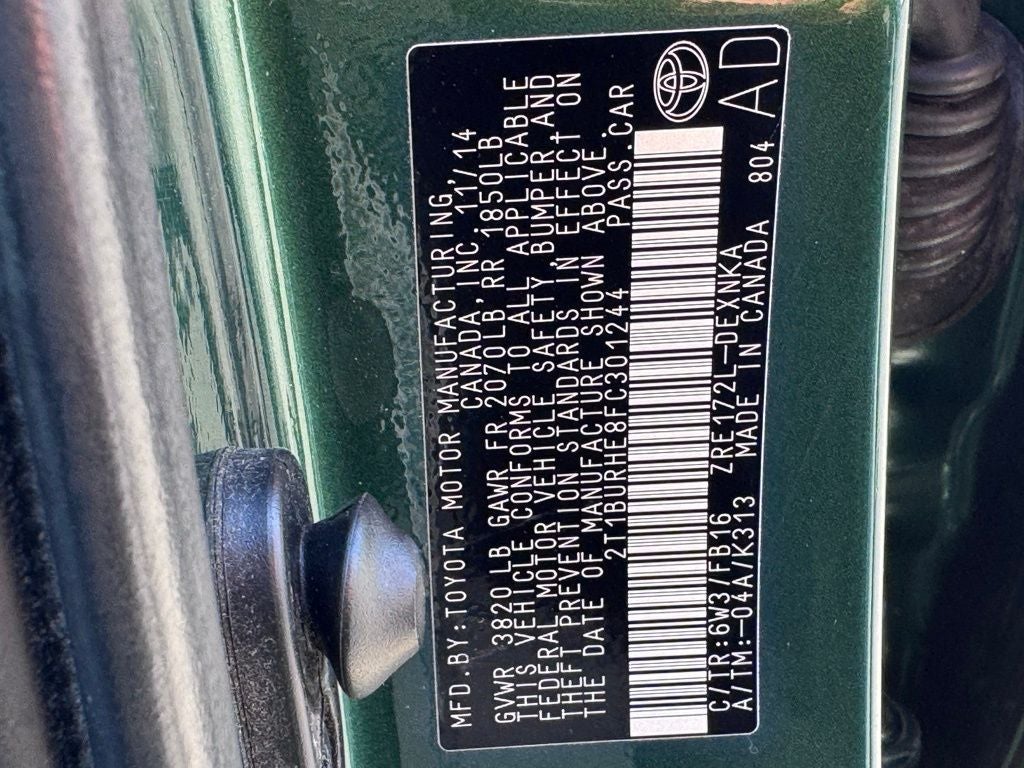 MFD.BY:TOYOTA MOTOR MANUFACTURING,
CANADA,INC. 11/14
GVWR 3820LB GAWR FR 2070LB RR 1850LB
THIS VEHICLE CONFORMS TO ALL APPLICABLE
FEDERAL MOTOR VEHICLE SAFETY, BUMPER AND
THEFT PREVENTION STANDARDS IN EFFECT ON
THE DATE OF MANUFACTURE SHOWN ABOVE.
2T1BURHE8FC301244 PASS.CAR
C/TR:6W3/FB16 ZRE172L-DEXNKA 804
A/TM:-04A/K313 MADE IN CANADA AD